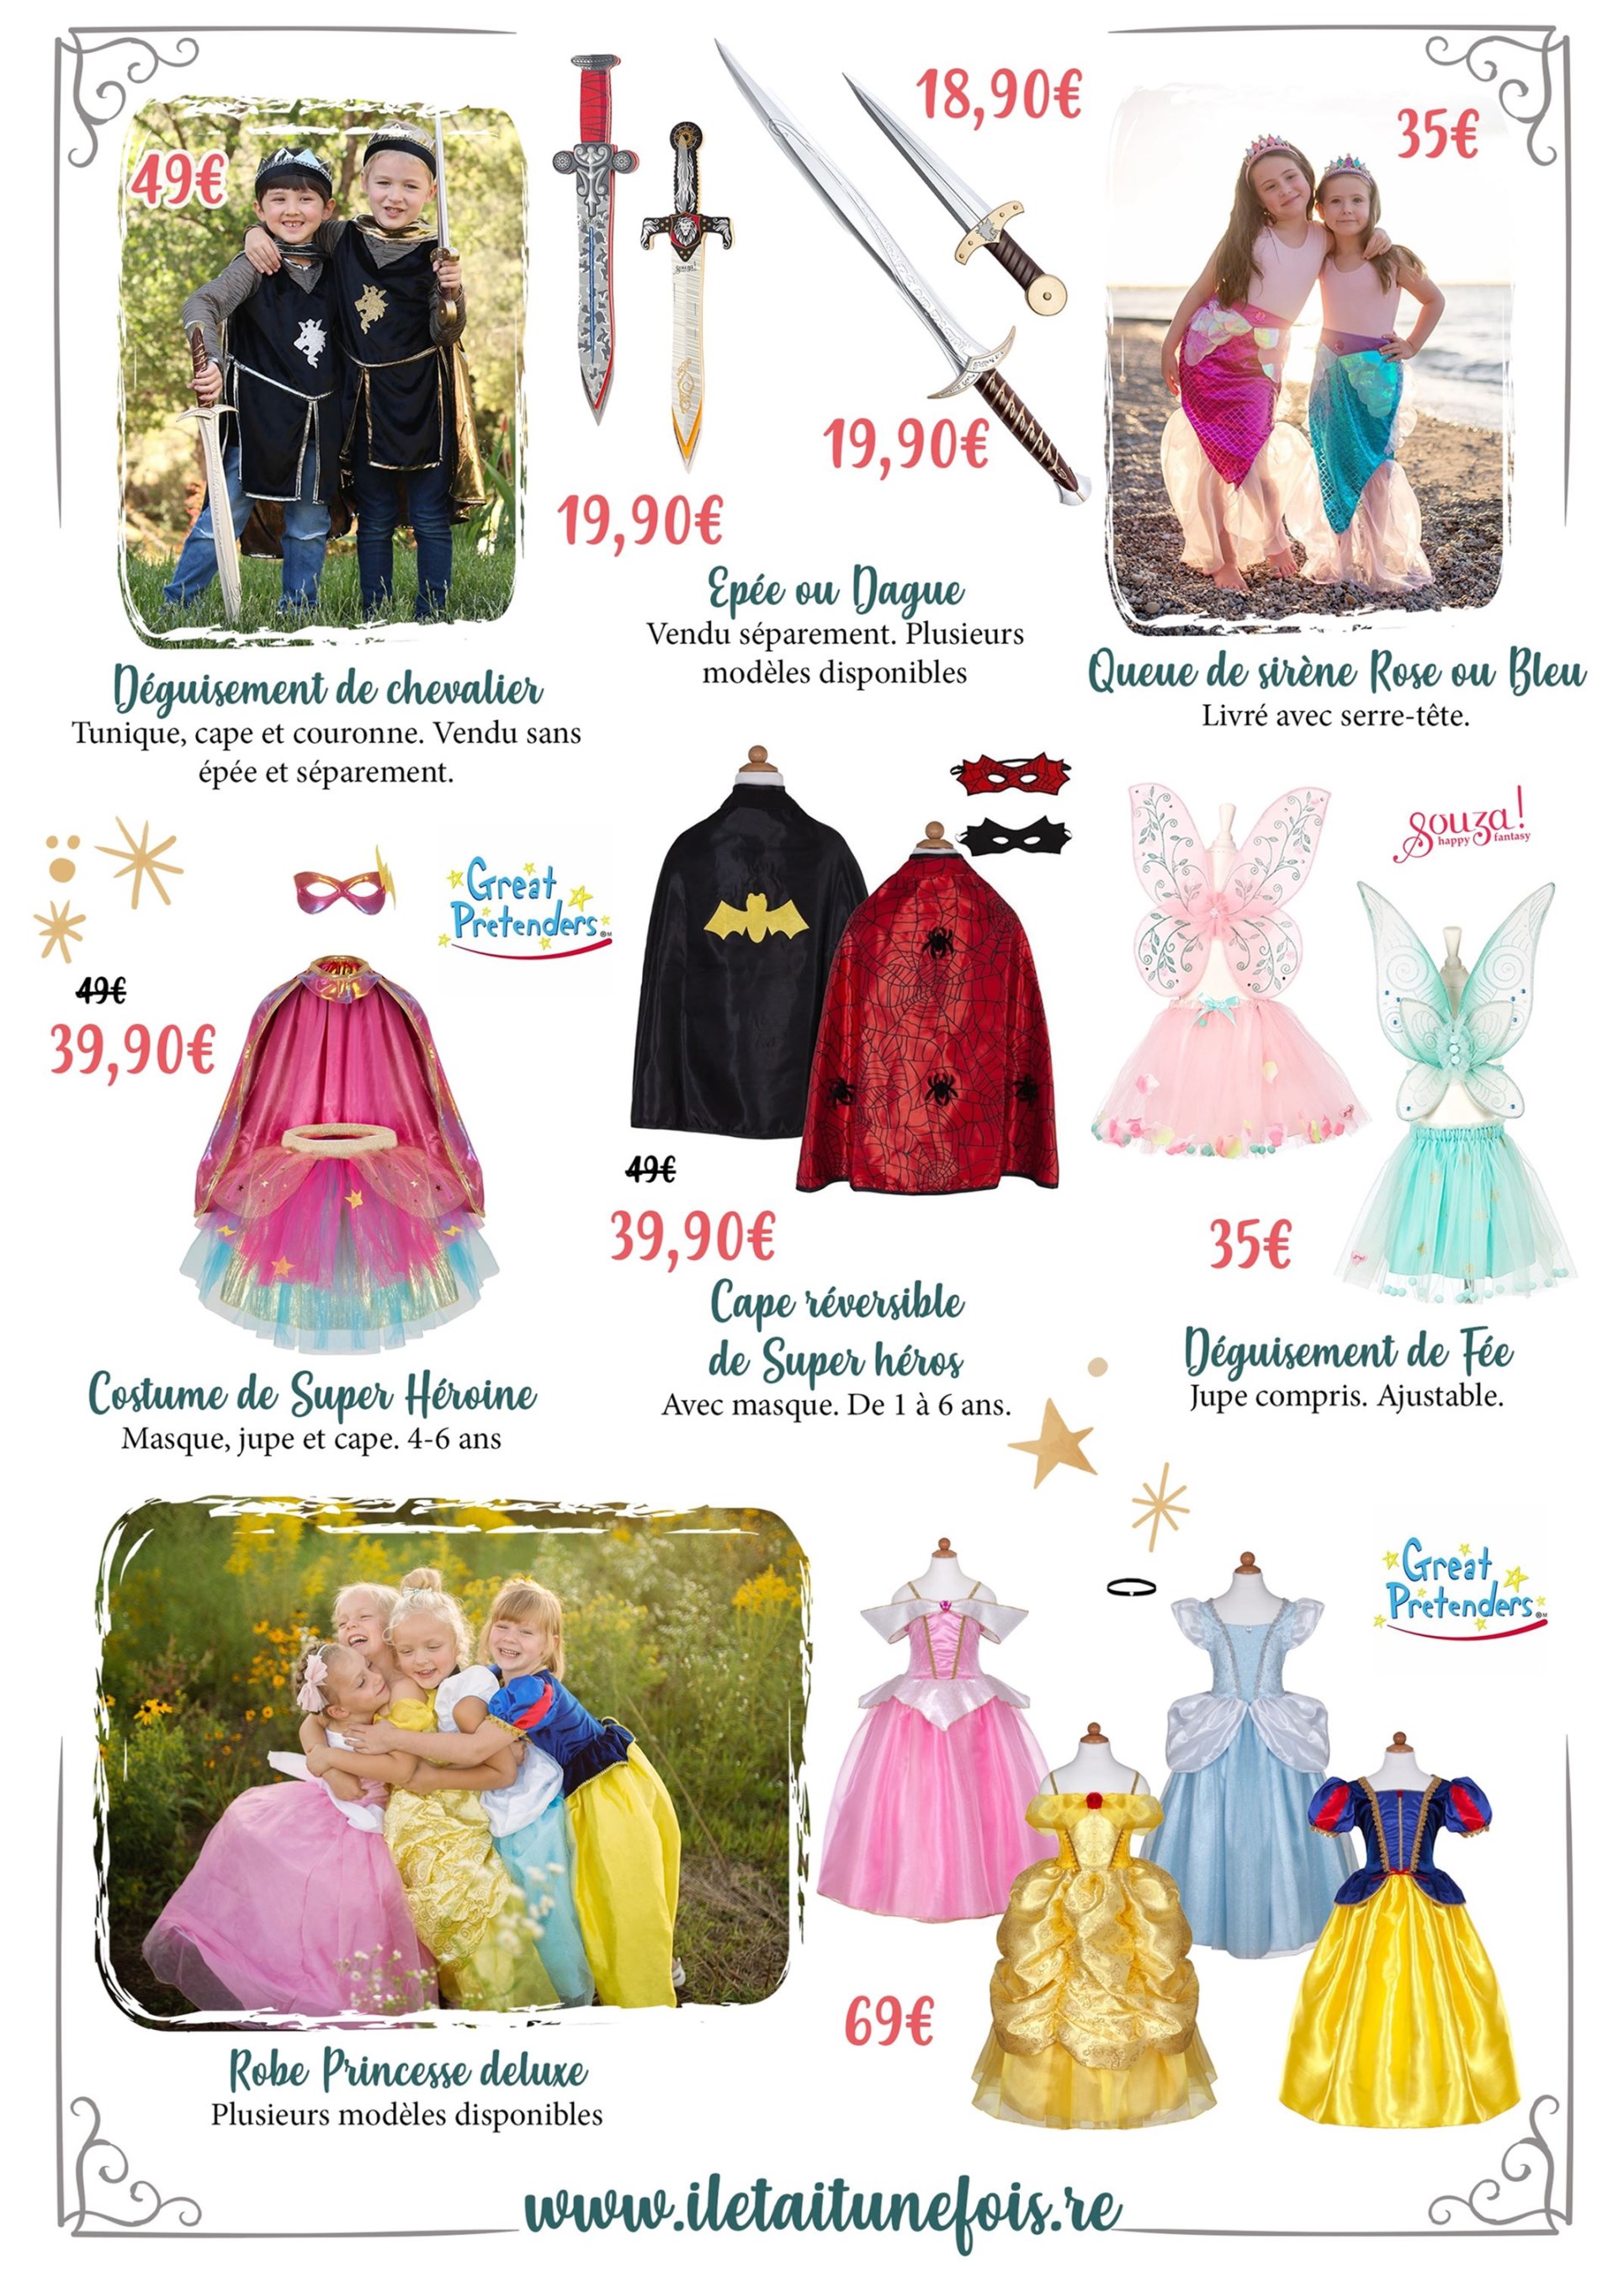 49€
18,90€
35€
19,90€
19,90€
Epée ou Dague
Vendu séparement. Plusieurs
modèles disponibles
Déguisement de chevalier
Tunique, cape et couronne. Vendu sans
épée et séparement.
Queue de sirène Rose ou Bleu
Livré avec serre-tête.
Great
Pretenders
49€
39,90€
Costume de Super Héroine
Masque, jupe et cape. 4-6 ans
49€
39,90€
Cape réversible
de Super héros
Avec masque. De 1 à 6 ans.
Souza!
happy fantasy
35€
Déguisement de Fée
Jupe compris. Ajustable.
Great
Pretenders
69€
Robe Princesse deluxe
Plusieurs modèles disponibles
www.iletaitunefois.re